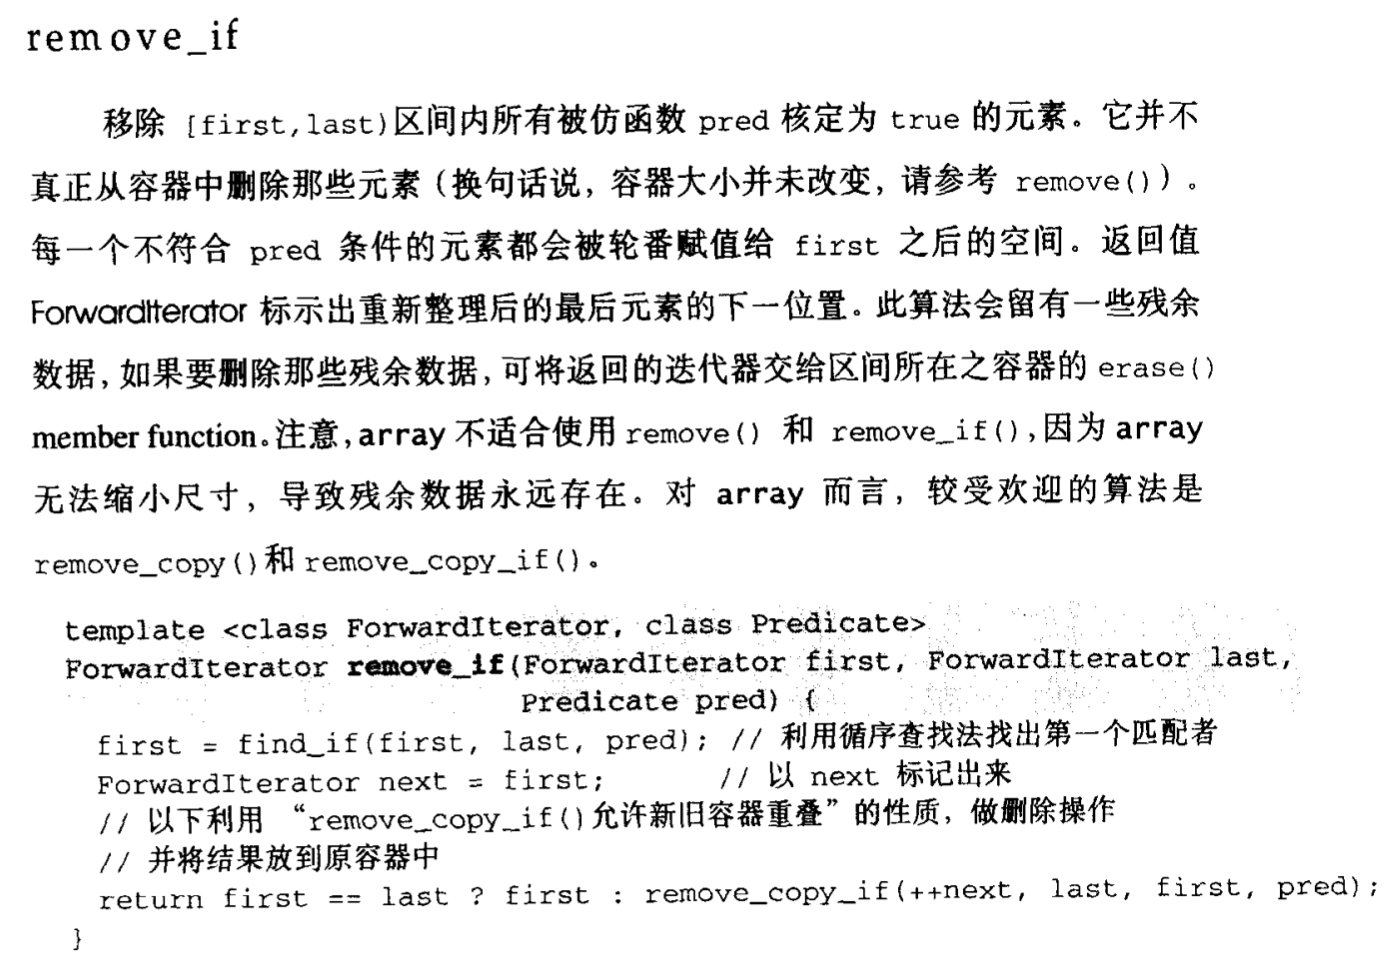 remove_if
移除 [first,last)区间内所有被仿函数 pred 核定为 true 的元素。它并不
真正从容器中删除那些元素（换句话说，容器大小并未改变，请参考 remove()）。
每一个不符合 pred 条件的元素都会被轮番赋值给 first 之后的空间。返回值
ForwardIterator 标示出重新整理后的最后元素的下一位置。此算法会留有一些残余
数据，如果要删除那些残余数据，可将返回的迭代器交给区间所在之容器的 erase()
member function。注意，array 不适合使用 remove() 和 remove_if()，因为 array
无法缩小尺寸，导致残余数据永远存在。对 array 而言，较受欢迎的算法是
remove_copy()和 remove_copy_if()。
template <class ForwardIterator, class Predicate>
ForwardIterator remove_if(ForwardIterator first, ForwardIterator last,
Predicate pred) {
first = find_if(first, last, pred); // 利用循序查找法找出第一个匹配者
ForwardIterator next = first; // 以 next 标记出来
// 以下利用 “remove_copy_if()允许新旧容器重叠”的性质，做删除操作
// 并将结果放到原容器中
return first == last ? first : remove_copy_if(++next, last, first, pred);
}